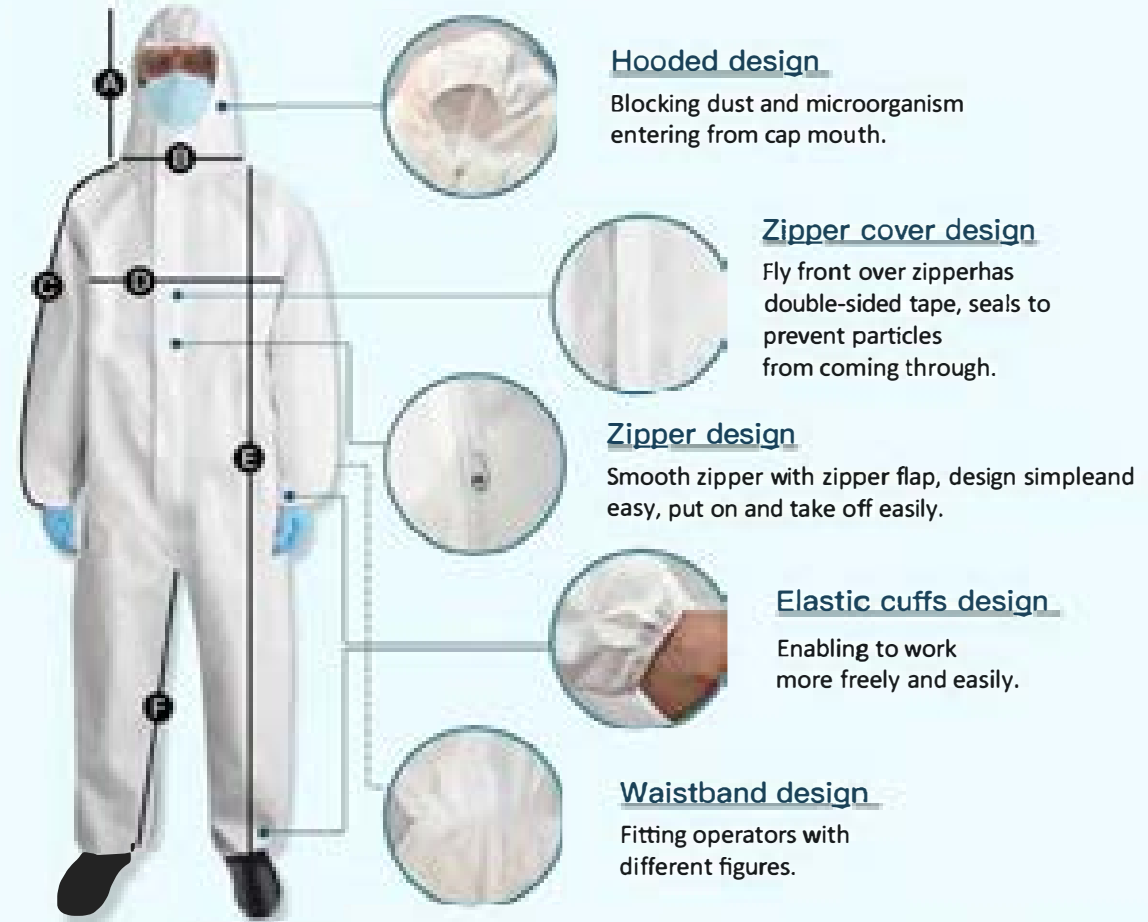 A
B
C
D
E
F
Hooded design
Blocking dust and microorganism
entering from cap mouth.
Zipper cover design
Fly front over zipperhas
double-sided tape, seals to
prevent particles
from coming through.
Zipper design
Smooth zipper with zipper flap, design simpleand
easy, put on and take off easily.
Elastic cuffs design
Enabling to work
more freely and easily.
Waistband design
Fitting operators with
different figures.